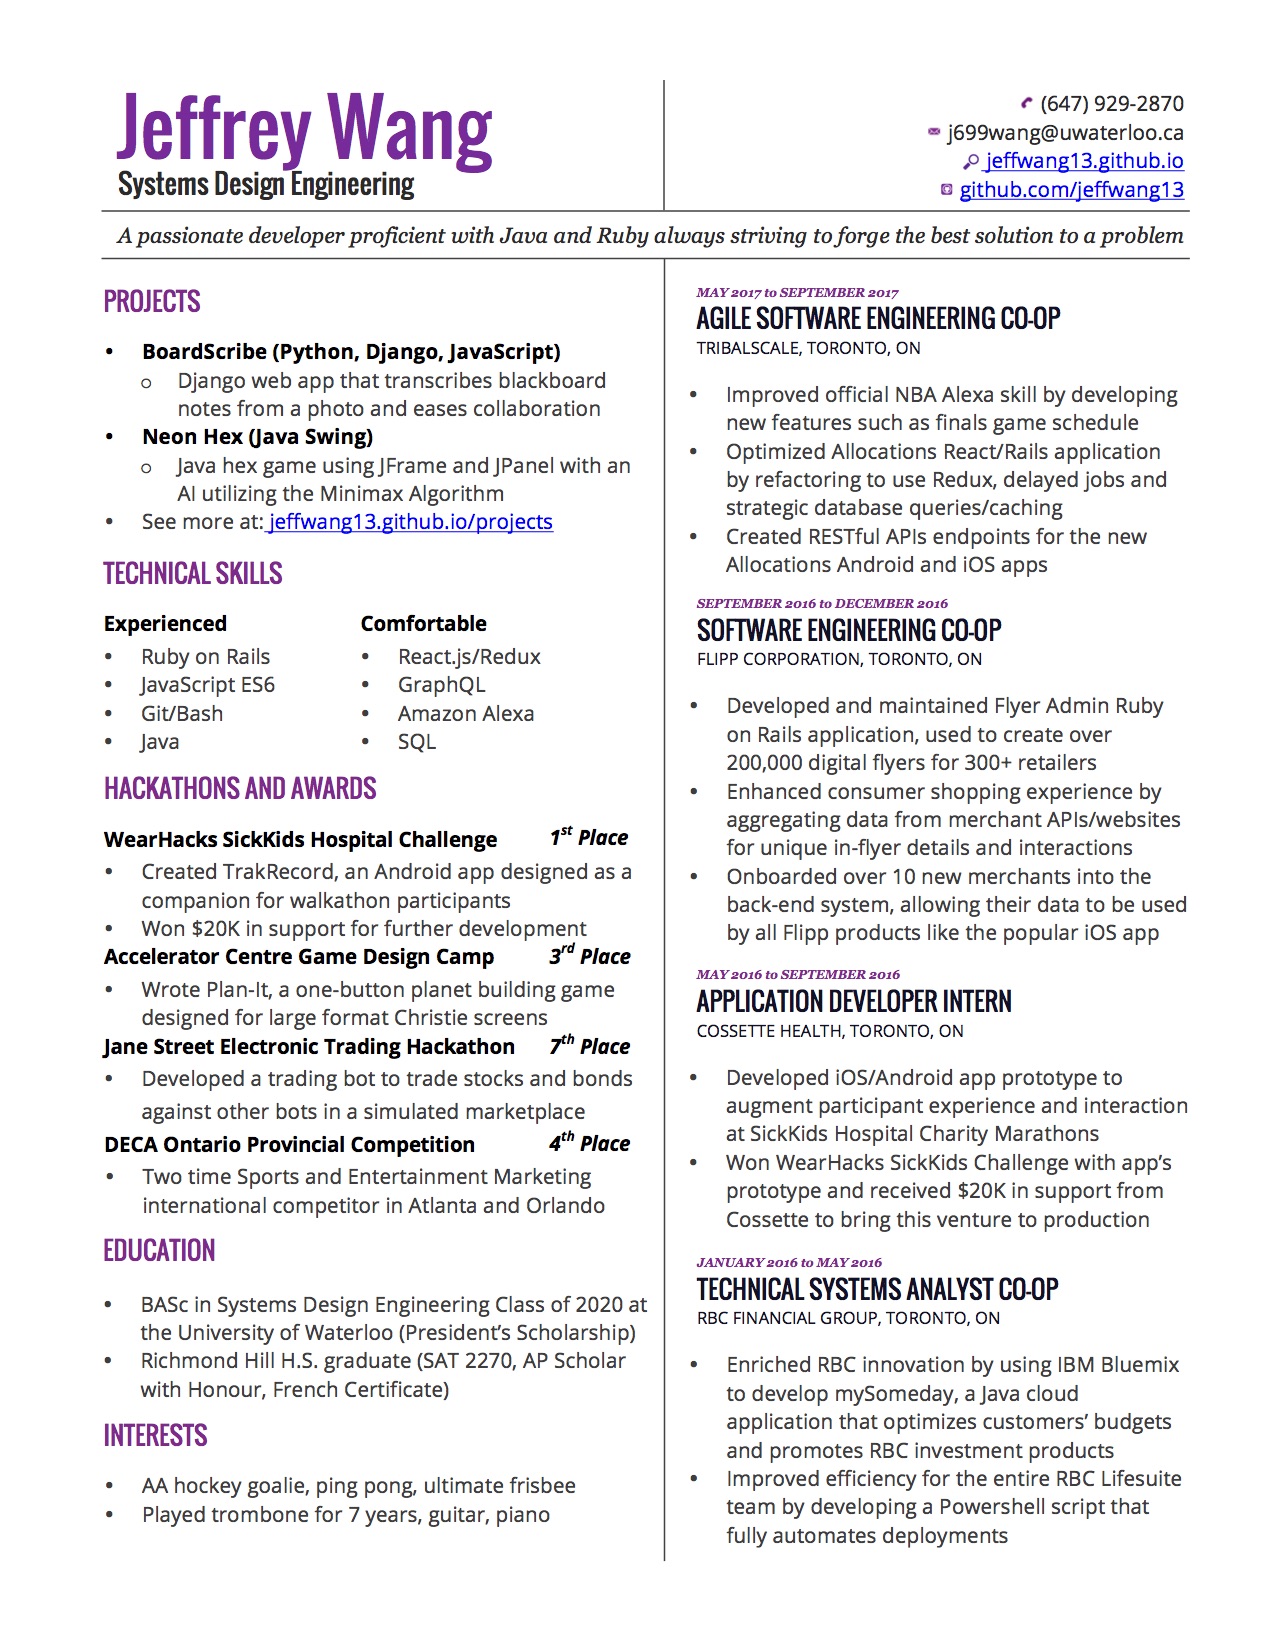 Jeffrey Wang
Systems Design Engineering
(647) 929-2870
j699wang@uwaterloo.ca
jeffwang13.github.io
github.com/jeffwang13
A passionate developer proficient with Java and Ruby always striving to forge the best solution to a problem
PROJECTS
• BoardScribe (Python, Django, JavaScript)
o Django web app that transcribes blackboard
notes from a photo and eases collaboration
• Neon Hex (Java Swing)
o Java hex game using JFrame and JPanel with an
AI utilizing the Minimax Algorithm
• See more at: jeffwang13.github.io/projects
TECHNICAL SKILLS
Experienced
• Ruby on Rails
• JavaScript ES6
• Git/Bash
• Java
Comfortable
• React.js/Redux
• GraphQL
• Amazon Alexa
• SQL
HACKATHONS AND AWARDS
WearHacks SickKids Hospital Challenge 1st Place
• Created TrakRecord, an Android app designed as a
companion for walkathon participants
• Won $20K in support for further development
Accelerator Centre Game Design Camp 3rd Place
• Wrote Plan-It, a one-button planet building game
designed for large format Christie screens
Jane Street Electronic Trading Hackathon 7th Place
• Developed a trading bot to trade stocks and bonds
against other bots in a simulated marketplace
DECA Ontario Provincial Competition 4th Place
• Two time Sports and Entertainment Marketing
international competitor in Atlanta and Orlando
EDUCATION
• BASc in Systems Design Engineering Class of 2020 at
the University of Waterloo (President’s Scholarship)
• Richmond Hill H.S. graduate (SAT 2270, AP Scholar
with Honour, French Certificate)
INTERESTS
• AA hockey goalie, ping pong, ultimate frisbee
• Played trombone for 7 years, guitar, piano
MAY 2017 to SEPTEMBER 2017
AGILE SOFTWARE ENGINEERING CO-OP
TRIBALSCALE, TORONTO, ON
• Improved official NBA Alexa skill by developing
new features such as finals game schedule
• Optimized Allocations React/Rails application
by refactoring to use Redux, delayed jobs and
strategic database queries/caching
• Created RESTful APIs endpoints for the new
Allocations Android and iOS apps
SEPTEMBER 2016 to DECEMBER 2016
SOFTWARE ENGINEERING CO-OP
FLIPP CORPORATION, TORONTO, ON
• Developed and maintained Flyer Admin Ruby
on Rails application, used to create over
200,000 digital flyers for 300+ retailers
• Enhanced consumer shopping experience by
aggregating data from merchant APIs/websites
for unique in-flyer details and interactions
• Onboarded over 10 new merchants into the
back-end system, allowing their data to be used
by all Flipp products like the popular iOS app
MAY 2016 to SEPTEMBER 2016
APPLICATION DEVELOPER INTERN
COSSETTE HEALTH, TORONTO, ON
• Developed iOS/Android app prototype to
augment participant experience and interaction
at SickKids Hospital Charity Marathons
• Won WearHacks SickKids Challenge with app’s
prototype and received $20K in support from
Cossette to bring this venture to production
JANUARY 2016 to MAY 2016
TECHNICAL SYSTEMS ANALYST CO-OP
RBC FINANCIAL GROUP, TORONTO, ON
• Enriched RBC innovation by using IBM Bluemix
to develop mySomeday, a Java cloud
application that optimizes customers’ budgets
and promotes RBC investment products
• Improved efficiency for the entire RBC Lifesuite
team by developing a Powershell script that
fully automates deployments